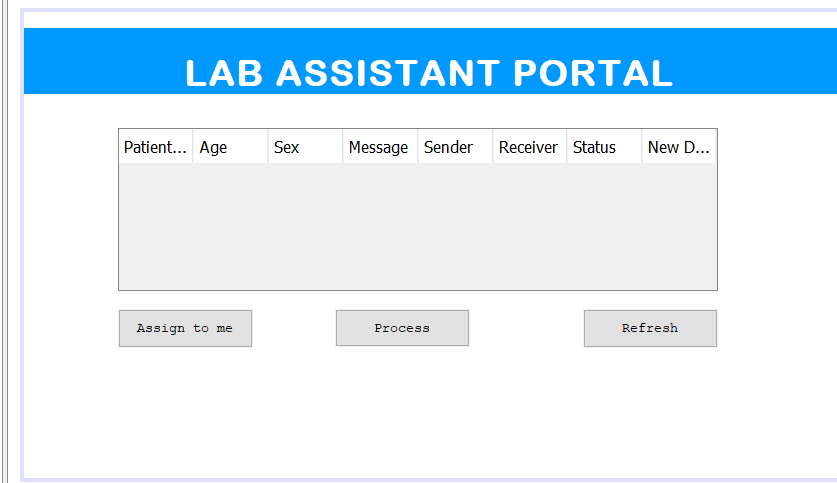 LAB ASSISTANT PORTAL
Patient... Age Sex Message Sender Receiver Status New D...
Assign to me Process Refresh